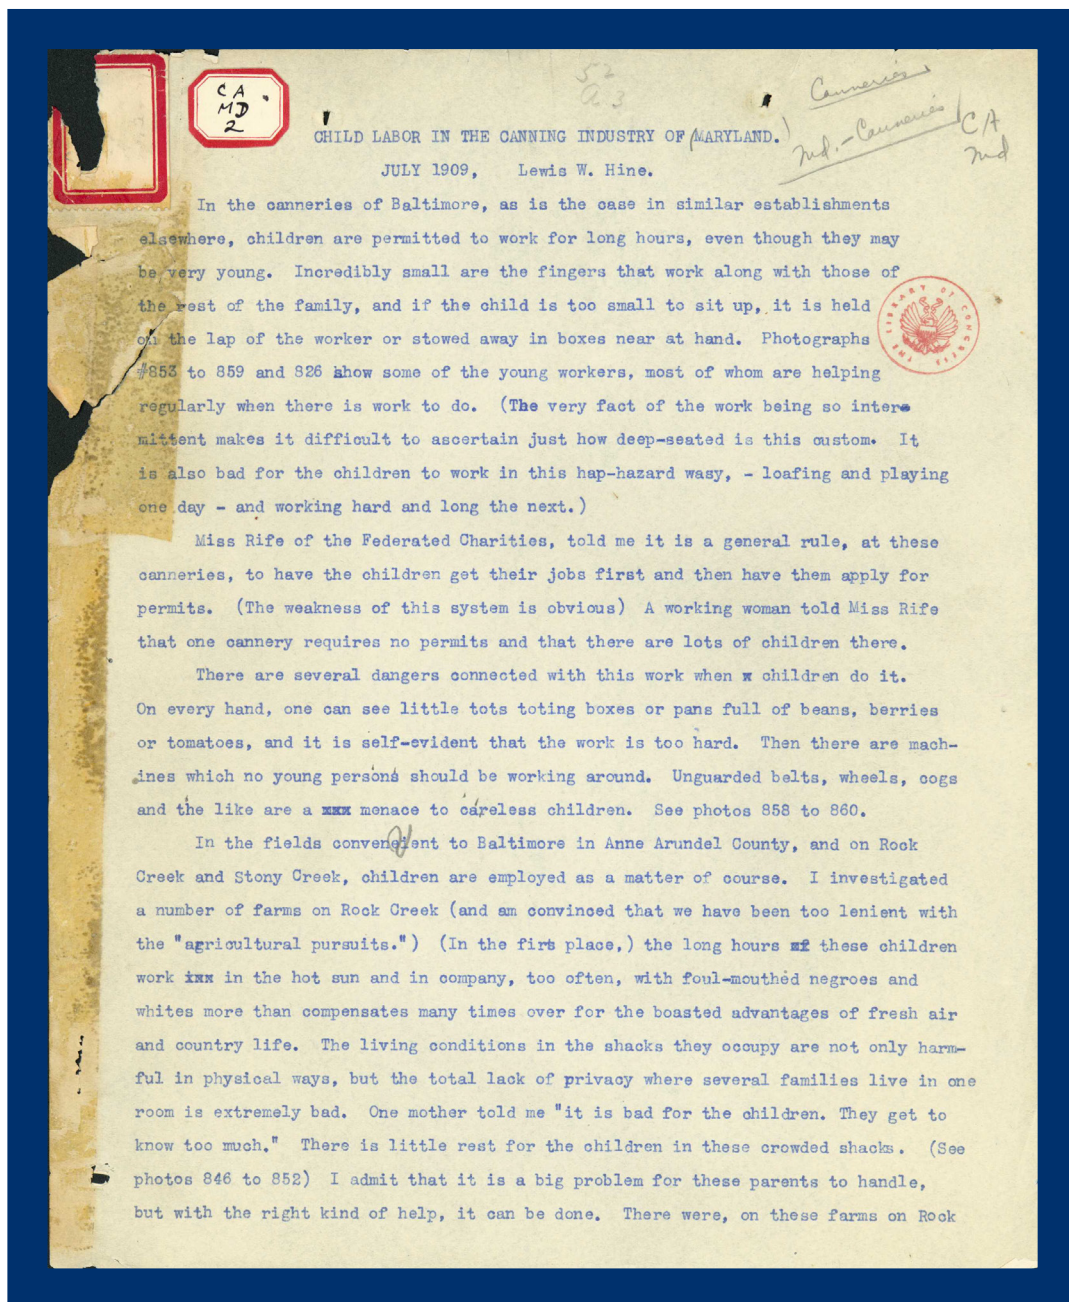 CA
MD
2
52
a 3
Canneries
Md. - Canneries
CA
md
CHILD LABOR IN THE CANNING INDUSTRY OF MARYLAND.
JULY 1909,    Lewis W. Hine.
In the canneries of Baltimore, as is the case in similar establishments
elsewhere, children are permitted to work for long hours, even though they may
be very young.  Incredibly small are the fingers that work along with those of
the rest of the family, and if the child is too small to sit up, it is held
on the lap of the worker or stowed away in boxes near at hand.  Photographs
#853 to 859 and 826 show some of the young workers, most of whom are helping
regularly when there is work to do.  (The very fact of the work being so inter-
mittent makes it difficult to ascertain just how deep-seated is this custom.  It
is also bad for the children to work in this hap-hazard wasy, - loafing and playing
one day - and working hard and long the next.)
Miss Rife of the Federated Charities, told me it is a general rule, at these
canneries, to have the children get their jobs first and then have them apply for
permits.  (The weakness of this system is obvious)  A working woman told Miss Rife
that one cannery requires no permits and that there are lots of children there.
There are several dangers connected with this work when x children do it.
On every hand, one can see little tots toting boxes or pans full of beans, berries
or tomatoes, and it is self-evident that the work is too hard.  Then there are mach-
ines which no young persons should be working around.  Unguarded belts, wheels, cogs
and the like are a xxx menace to careless children.  See photos 858 to 860.
In the fields conveneient to Baltimore in Anne Arundel County, and on Rock
Creek and Stony Creek, children are employed as a matter of course.  I investigated
a number of farms on Rock Creek (and am convinced that we have been too lenient with
the "agricultural pursuits.")  (In the firt place,) the long hours of these children
work ixx in the hot sun and in company, too often, with foul-mouthed negroes and
whites more than compensates many times over for the boasted advantages of fresh air
and country life.  The living conditions in the shacks they occupy are not only harm-
ful in physical ways, but the total lack of privacy where several families live in one
room is extremely bad.  One mother told me "it is bad for the children. They get to
know too much."  There is little rest for the children in these crowded shacks.  (See
photos 846 to 852)  I admit that it is a big problem for these parents to handle,
but with the right kind of help, it can be done.  There were, on these farms on Rock
THE LIBRARY OF CONGRESS